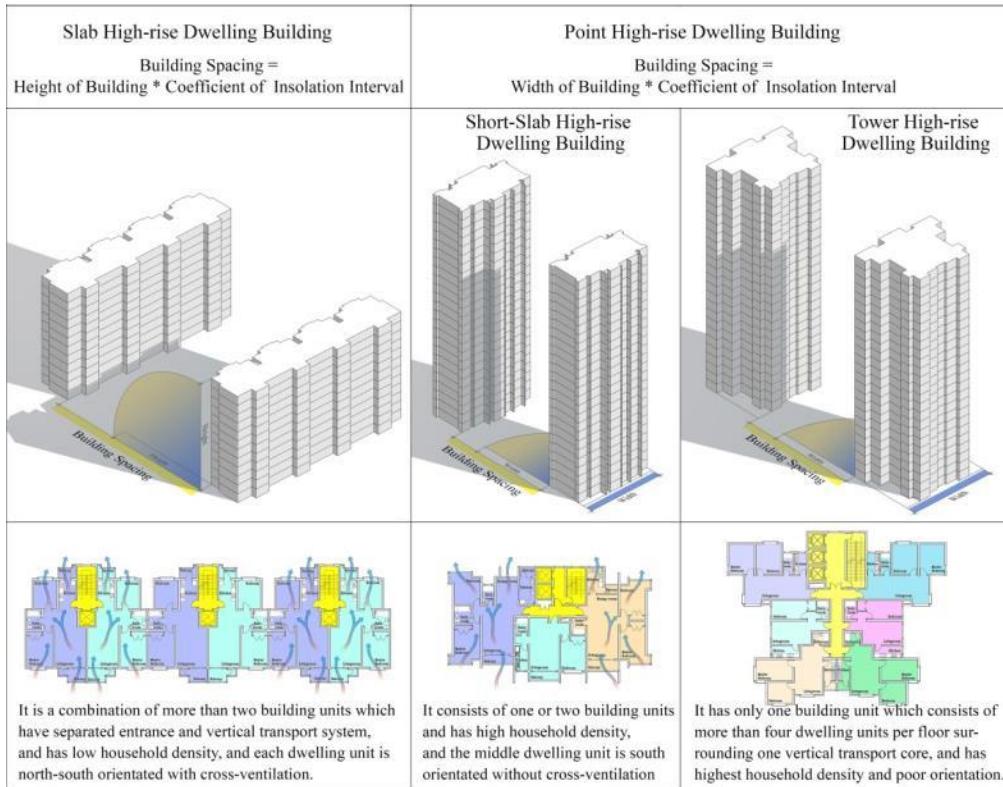 Slab High-rise Dwelling Building
Building Spacing =
Height of Building * Coefficient of Insolation Interval
Point High-rise Dwelling Building
Building Spacing =
Width of Building * Coefficient of Insolation Interval
Short-Slab High-rise
Dwelling Building
Tower High-rise
Dwelling Building
Building Spacing
Building Spacing
Width
Building Spacing
Width
It is a combination of more than two building units which
have separated entrance and vertical transport system,
and has low household density, and each dwelling unit is
north-south orientated with cross-ventilation.
It consists of one or two building units
and has high household density,
and the middle dwelling unit is south
orientated without cross-ventilation
It has only one building unit which consists of
more than four dwelling units per floor sur-
rounding one vertical transport core, and has
highest household density and poor orientation.